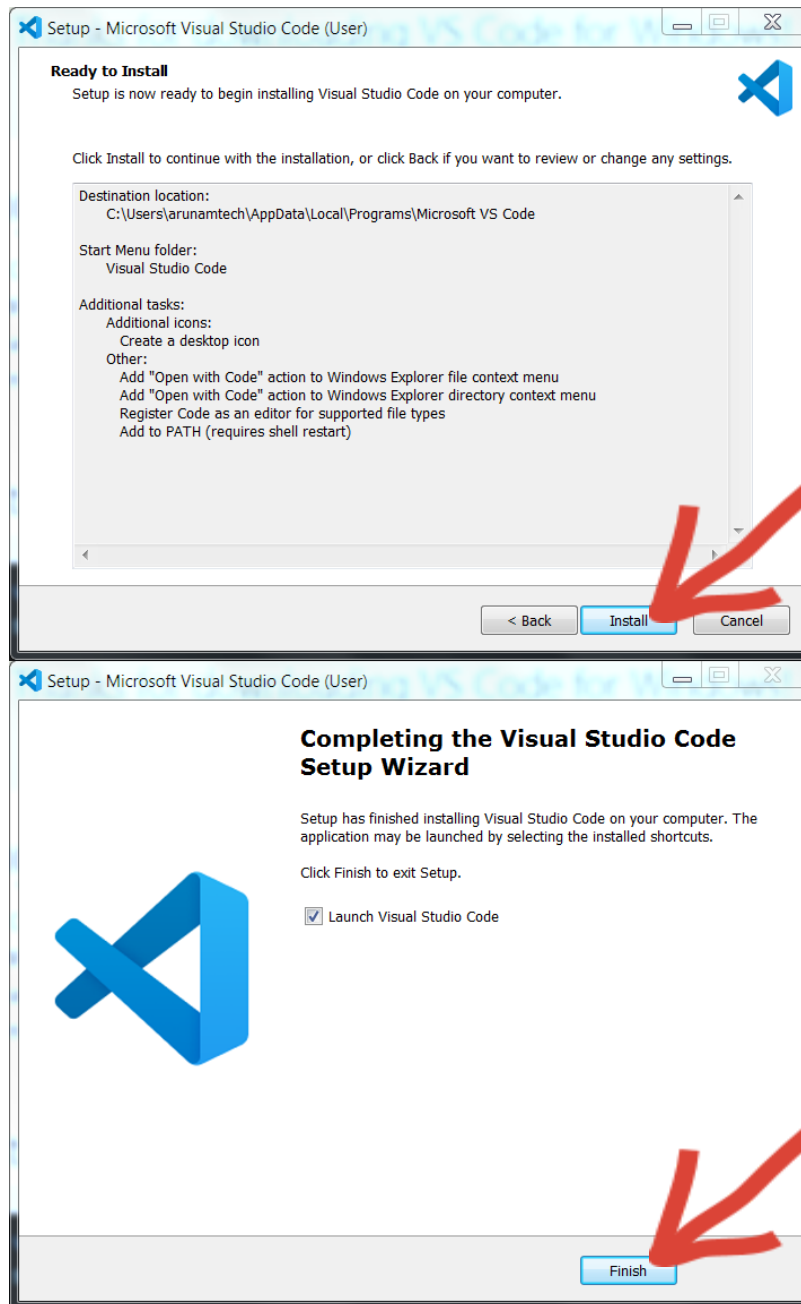 Setup - Microsoft Visual Studio Code (User)
Ready to Install
Setup is now ready to begin installing Visual Studio Code on your computer.
Click Install to continue with the installation, or click Back if you want to review or change any settings.
Destination location:
C:\Users\arunamtech\AppData\Local\Programs\Microsoft VS Code
Start Menu folder:
Visual Studio Code
Additional tasks:
Additional icons:
Create a desktop icon
Other:
Add "Open with Code" action to Windows Explorer file context menu
Add "Open with Code" action to Windows Explorer directory context menu
Register Code as an editor for supported file types
Add to PATH (requires shell restart)
< Back Install Cancel
Setup - Microsoft Visual Studio Code (User)
Completing the Visual Studio Code
Setup Wizard
Setup has finished installing Visual Studio Code on your computer. The
application may be launched by selecting the installed shortcuts.
Click Finish to exit Setup.
Launch Visual Studio Code
Finish